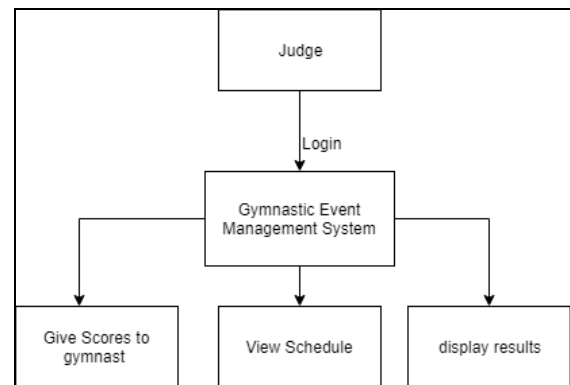 Judge
Login
Gymnastic Event
Management System
Give Scores to
gymnast
View Schedule
display results